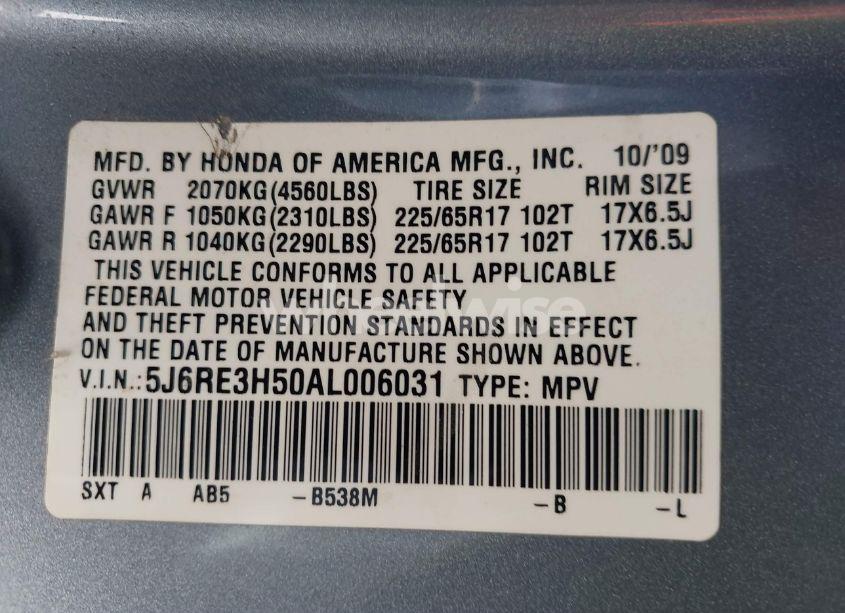 MFD. BY HONDA OF AMERICA MFG., INC. 10/'09
GVWR 2070KG(4560LBS) TIRE SIZE RIM SIZE
GAWR F 1050KG(2310LBS) 225/65R17 102T 17X6.5J
GAWR R 1040KG(2290LBS) 225/65R17 102T 17X6.5J
THIS VEHICLE CONFORMS TO ALL APPLICABLE
FEDERAL MOTOR VEHICLE SAFETY
AND THEFT PREVENTION STANDARDS IN EFFECT
ON THE DATE OF MANUFACTURE SHOWN ABOVE.
V.I.N.:5J6RE3H50AL006031 TYPE: MPV
SXT A AB5 -B538M -B -L